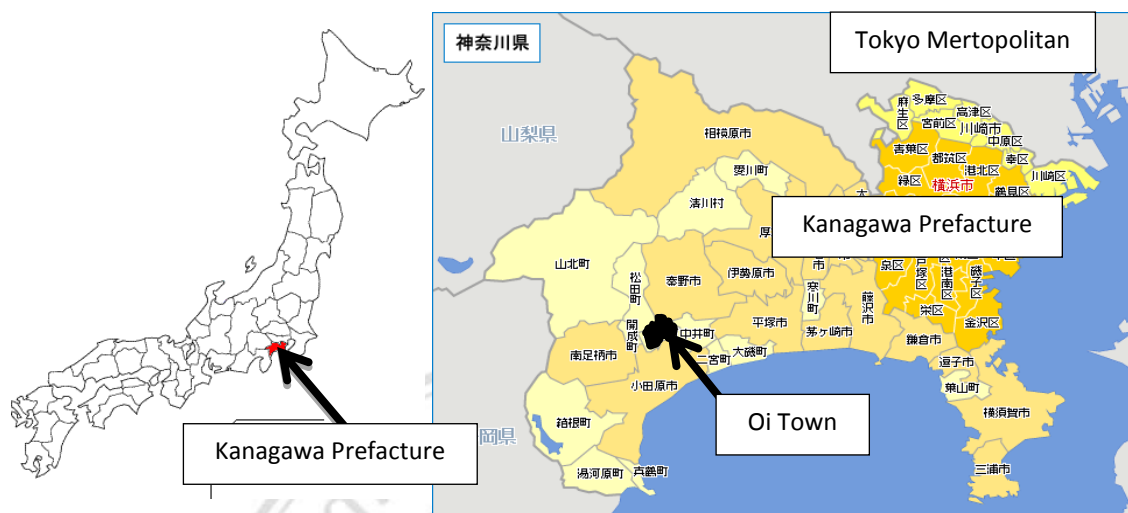 神奈川県
Tokyo Mertopolitan
山梨県
相模原市
麻生区
多摩区
高津区
宮前区
川崎市
中原区
幸区
川崎区
青葉区
都筑区
港北区
緑区
横浜市
鶴見区
愛川町
清川村
Kanagawa Prefacture
山北町
松田町
秦野市
伊勢原市
寒川町
藤沢市
泉区
戸塚区
港南区
磯子区
栄区
金沢区
開成町
中井町
平塚市
茅ヶ崎市
鎌倉市
南足柄市
二宮町
大磯町
逗子市
葉山町
小田原市
横須賀市
箱根町
Oi Town
Kanagawa Prefacture
岡県
湯河原町
真鶴町
三浦市